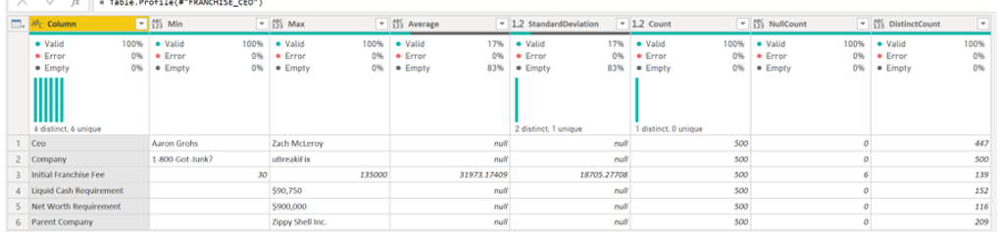 = Table.Profile(#"FRANCHISE_CEO")
Column Min Max Average 1.2 StandardDeviation 1.2 Count NullCount DistinctCount
Valid 100% Valid 100% Valid 100% Valid 17% Valid 17% Valid 100% Valid 100% Valid 100%
Error 0% Error 0% Error 0% Error 0% Error 0% Error 0% Error 0% Error 0%
Empty 0% Empty 0% Empty 0% Empty 83% Empty 83% Empty 0% Empty 0% Empty 0%
6 distinct, 6 unique 2 distinct, 1 unique 1 distinct, 0 unique
1 Ceo Aaron Grohs Zach McLeroy null null 500 0 447
2 Company 1-800-Got-Junk? uBreakiFix null null 500 0 500
3 Initial Franchise Fee 30 135000 31973.17409 18705.27708 500 6 139
4 Liquid Cash Requirement $90,750 null null 500 0 152
5 Net Worth Requirement $900,000 null null 500 0 116
6 Parent Company Zippy Shell Inc. null null 500 0 209